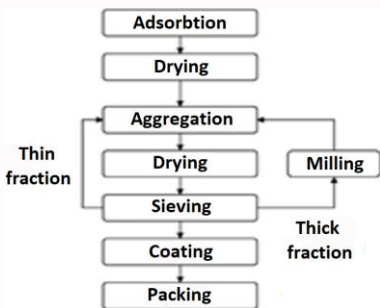 Adsorbtion
Drying
Aggregation
Thin
fraction
Drying
Milling
Sieving
Thick
fraction
Coating
Packing